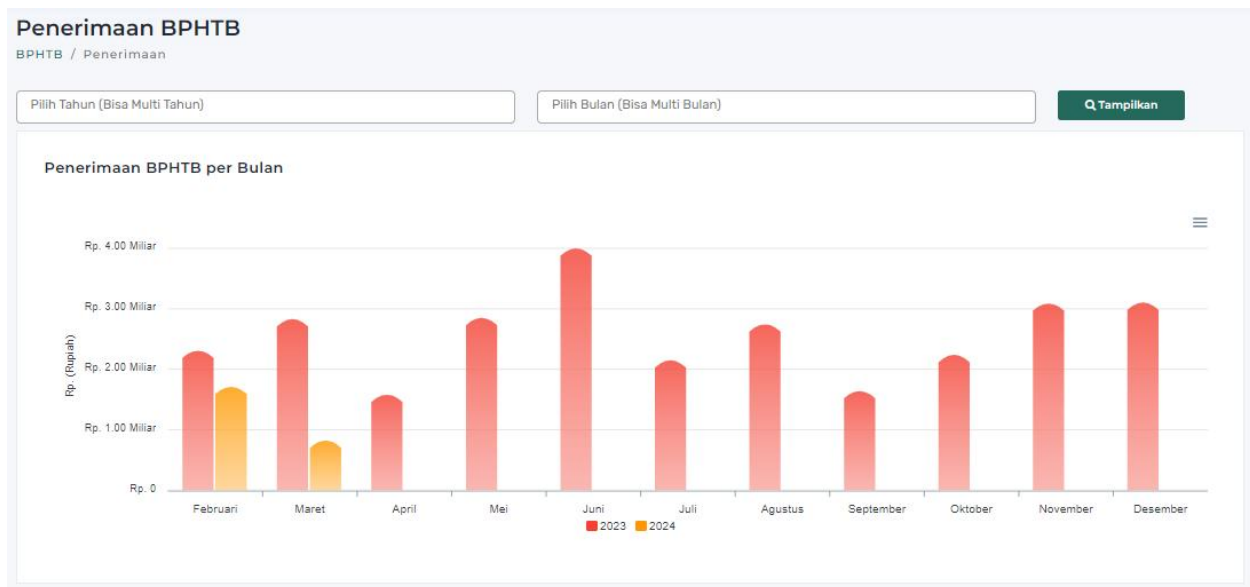 Penerimaan BPHTB
BPHTB / Penerimaan
Pilih Tahun (Bisa Multi Tahun)
Pilih Bulan (Bisa Multi Bulan)
Tampilkan
Penerimaan BPHTB per Bulan
Rp. (Rupiah)
Rp. 4.00 Miliar
Rp. 3.00 Miliar
Rp. 2.00 Miliar
Rp. 1.00 Miliar
Rp. 0
Februari Maret April Mei Juni Juli Agustus September Oktober November Desember
2023 2024